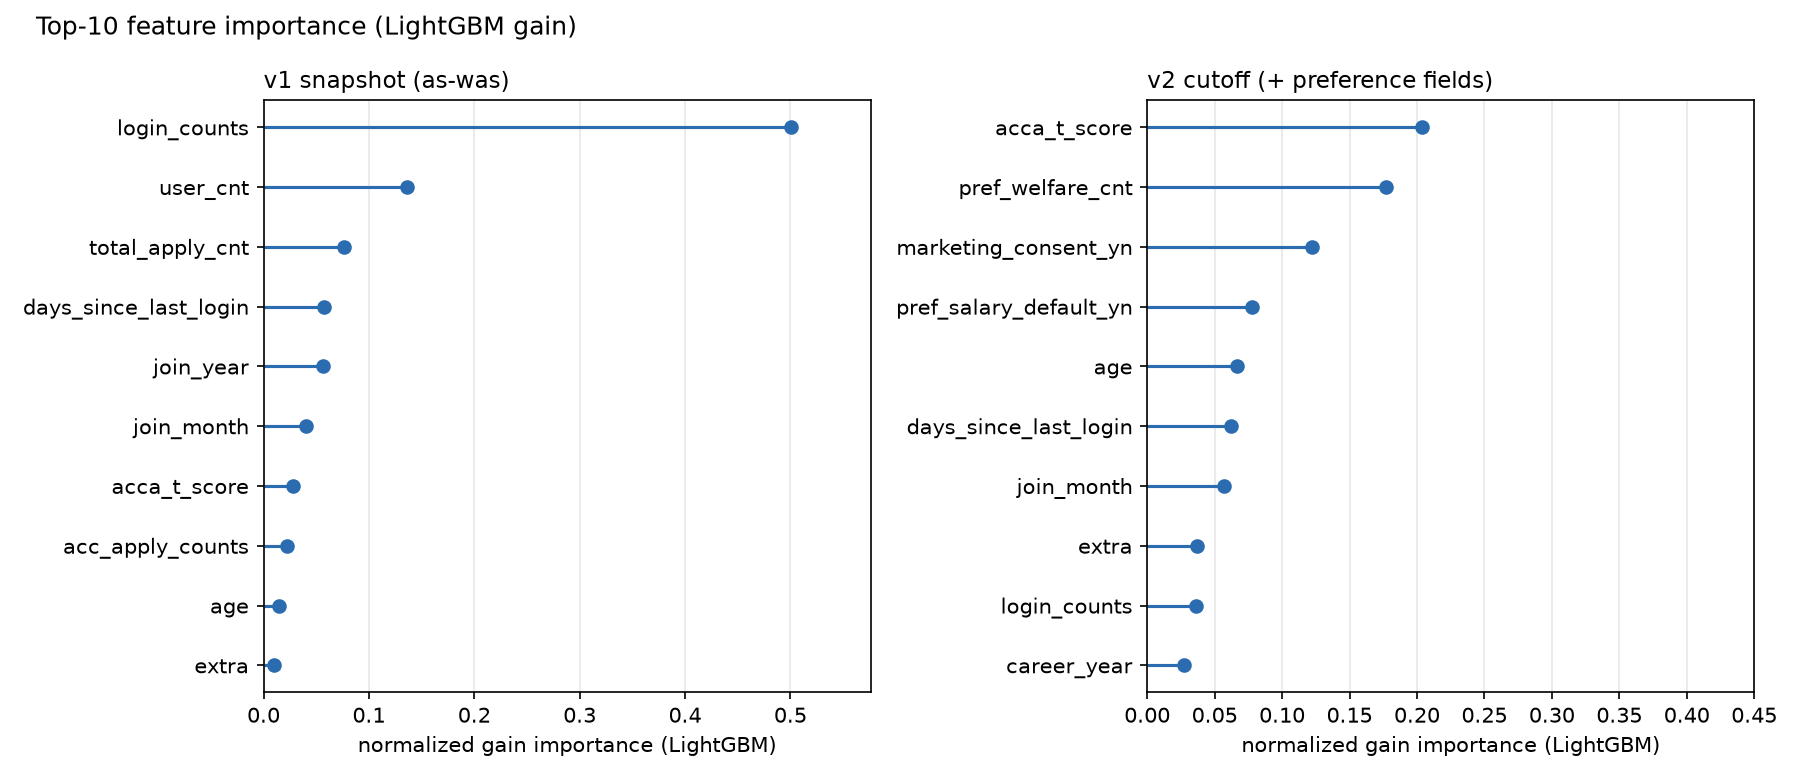 Top-10 feature importance (LightGBM gain)
v1 snapshot (as-was)
login_counts
user_cnt
total_apply_cnt
days_since_last_login
join_year
join_month
acca_t_score
acc_apply_counts
age
extra
0.0 0.1 0.2 0.3 0.4 0.5
normalized gain importance (LightGBM)
v2 cutoff (+ preference fields)
acca_t_score
pref_welfare_cnt
marketing_consent_yn
pref_salary_default_yn
age
days_since_last_login
join_month
extra
login_counts
career_year
0.00 0.05 0.10 0.15 0.20 0.25 0.30 0.35 0.40 0.45
normalized gain importance (LightGBM)